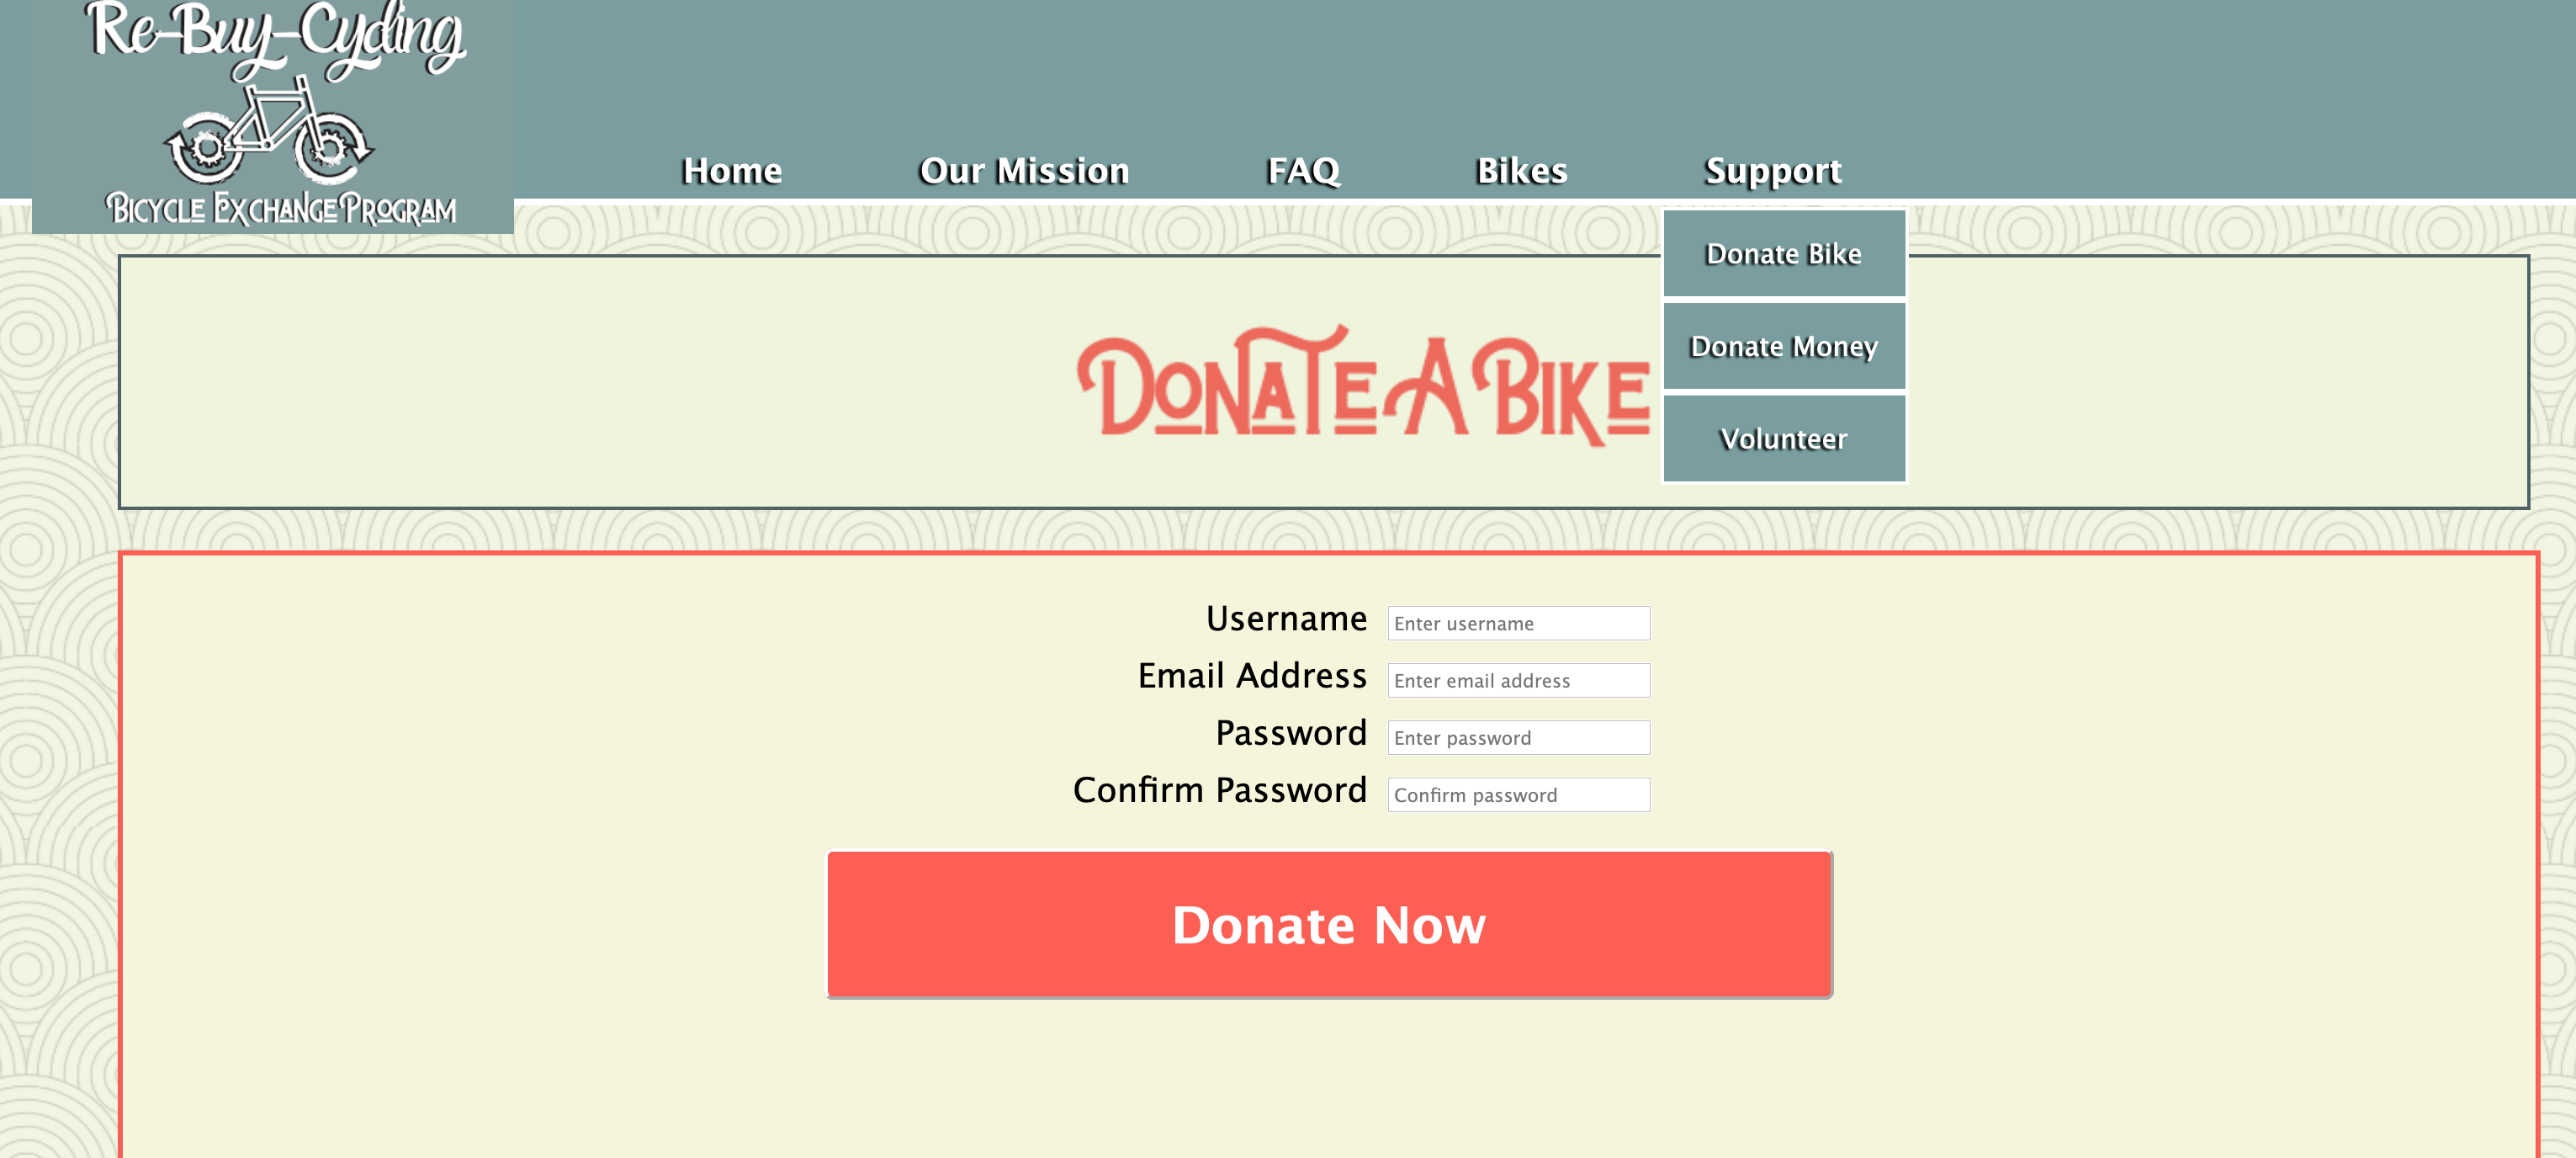 Re-Buy-Cycling
Bicycle Exchange Program
Home Our Mission FAQ Bikes Support
Donate Bike
Donate Money
Volunteer
Donate A Bike
Username Enter username
Email Address Enter email address
Password Enter password
Confirm Password Confirm password
Donate Now